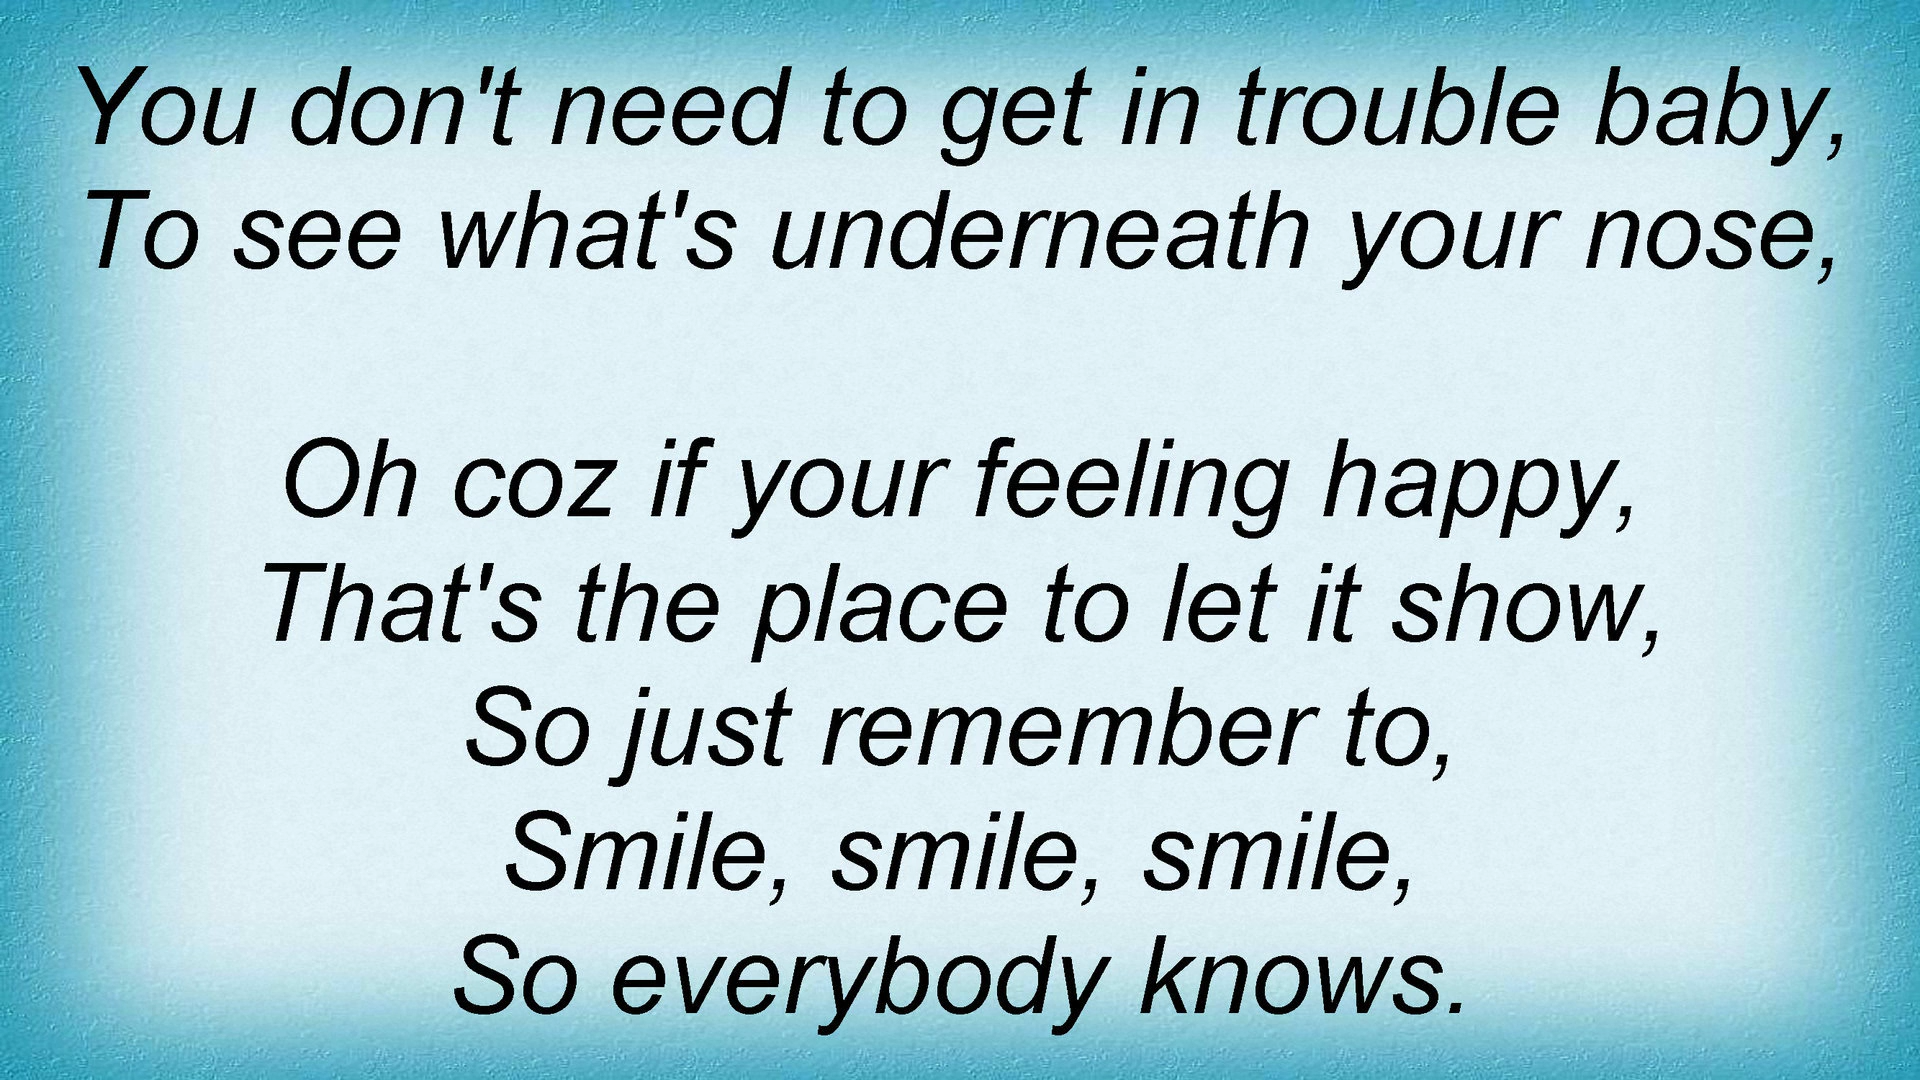 You don't need to get in trouble baby,
To see what's underneath your nose,
Oh coz if your feeling happy,
That's the place to let it show,
So just remember to,
Smile, smile, smile,
So everybody knows.